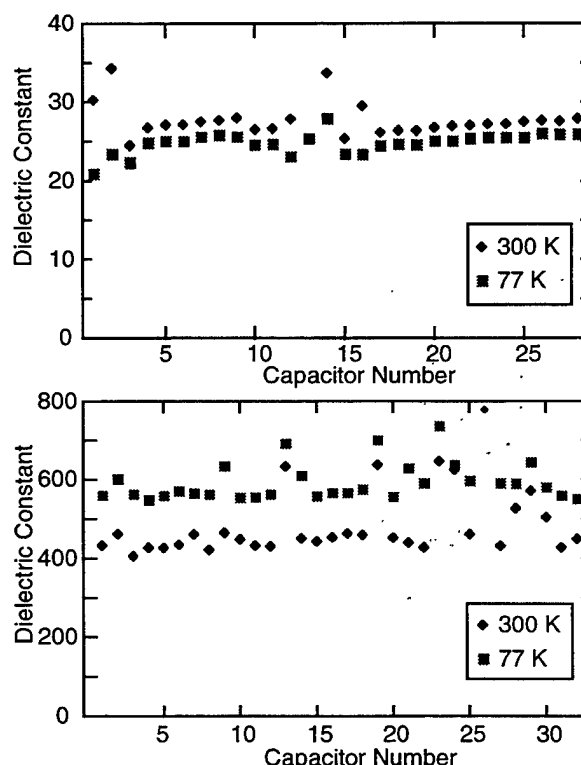 40
30
20
10
0
Dielectric Constant
300 K
77 K
5 10 15 20 25
Capacitor Number
800
600
400
200
0
Dielectric Constant
300 K
77 K
5 10 15 20 25 30
Capacitor Number